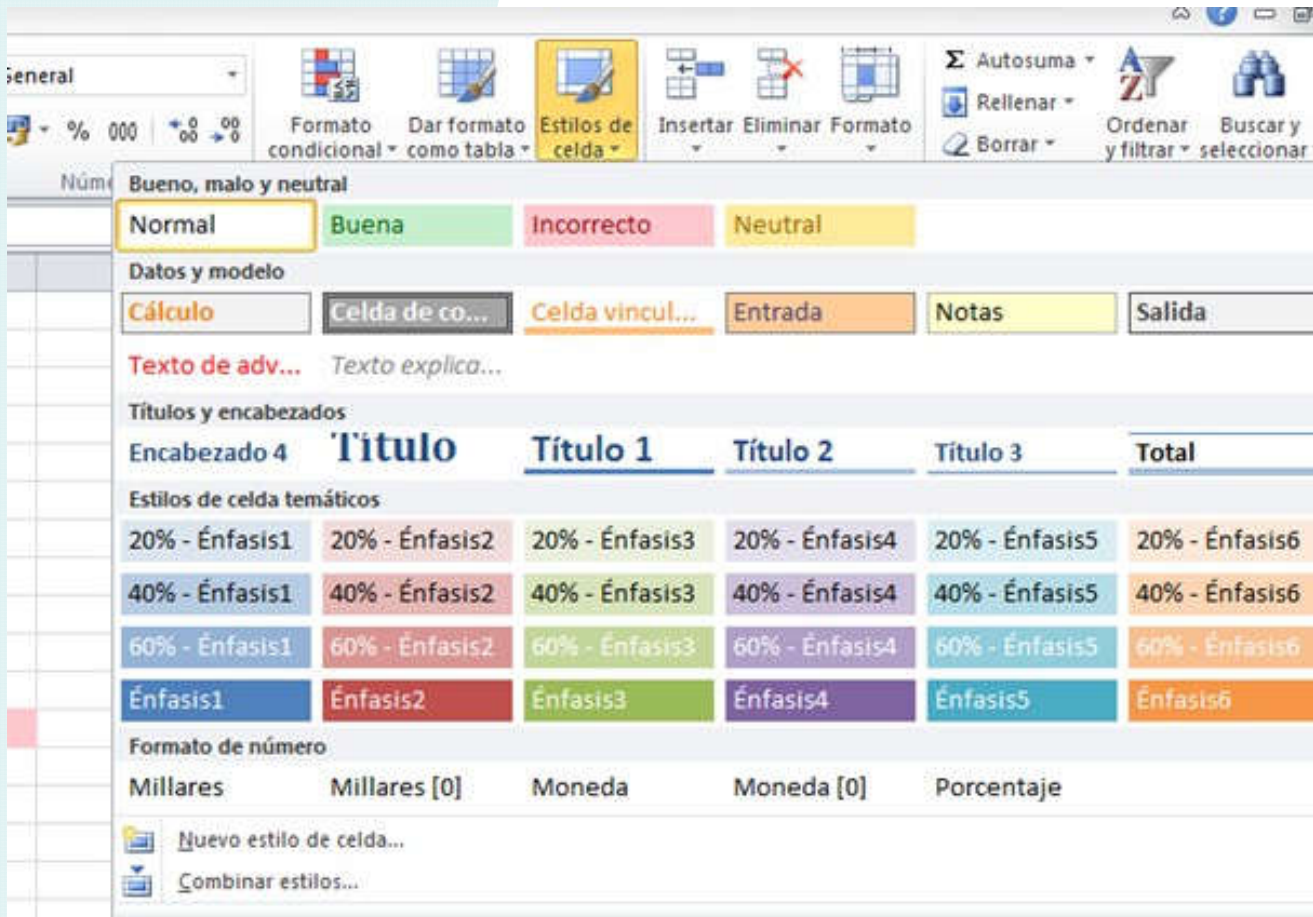 General
% 000
Formato condicional
Dar formato como tabla
Estilos de celda
Insertar Eliminar Formato
Σ Autosuma
Rellenar
Borrar
Ordenar y filtrar
Buscar y seleccionar
Bueno, malo y neutral
Normal Buena Incorrecto Neutral
Datos y modelo
Cálculo Celda de co... Celda vincul... Entrada Notas Salida
Texto de adv... Texto explica...
Títulos y encabezados
Encabezado 4 Título Título 1 Título 2 Título 3 Total
Estilos de celda temáticos
20% - Énfasis1 20% - Énfasis2 20% - Énfasis3 20% - Énfasis4 20% - Énfasis5 20% - Énfasis6
40% - Énfasis1 40% - Énfasis2 40% - Énfasis3 40% - Énfasis4 40% - Énfasis5 40% - Énfasis6
60% - Énfasis1 60% - Énfasis2 60% - Énfasis3 60% - Énfasis4 60% - Énfasis5 60% - Énfasis6
Énfasis1 Énfasis2 Énfasis3 Énfasis4 Énfasis5 Énfasis6
Formato de número
Millares Millares [0] Moneda Moneda [0] Porcentaje
Nuevo estilo de celda...
Combinar estilos...